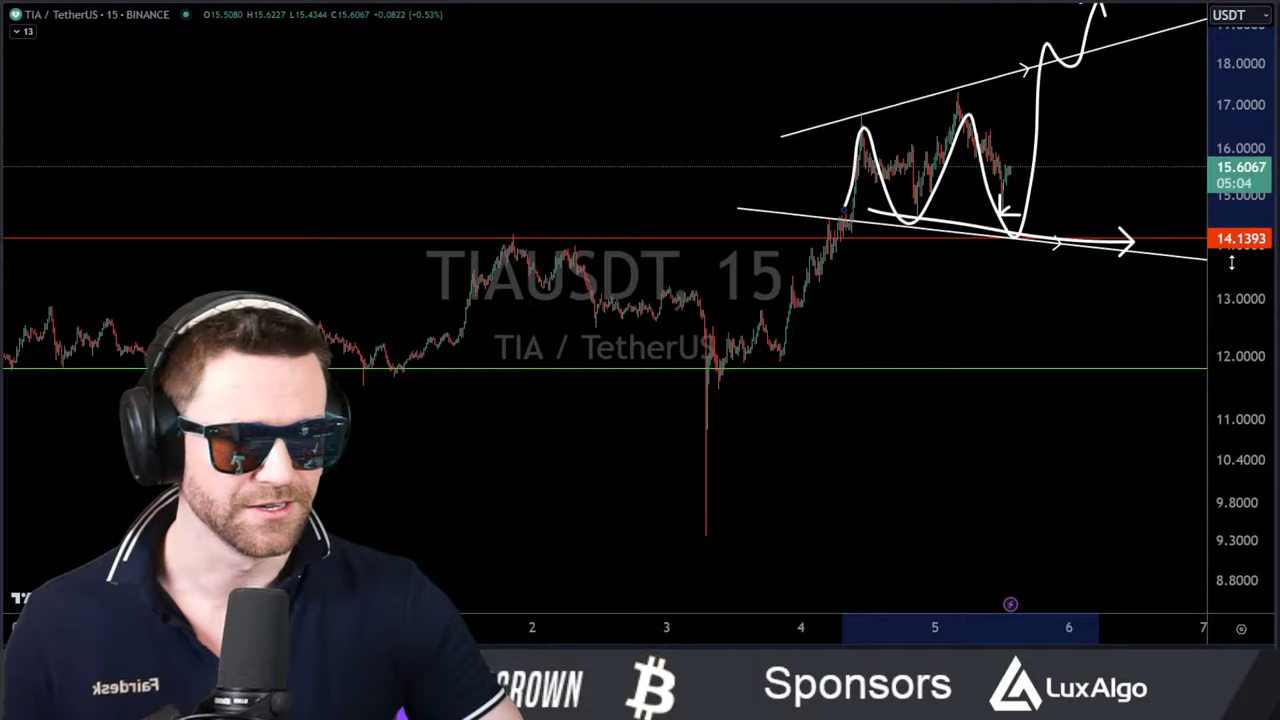 TIA / TetherUS · 15 · BINANCE O15.5080 H15.6227 L15.4344 C15.6067 +0.0822 (+0.53%)
13
USDT
18.0000
17.0000
16.0000
15.6067
05:04
15.0000
14.1393
13.0000
12.0000
11.0000
10.4000
9.8000
9.3000
8.8000
TIAUSDT, 15
TIA / TetherUS
2 3 4 5 6 7
Fairdesk
CROWN
Sponsors
LuxAlgo